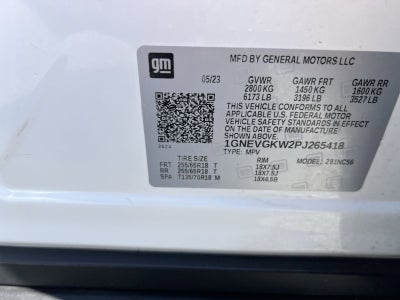 gm
MFD BY GENERAL MOTORS LLC
05/23 GVWR GAWR FRT GAWR RR
2800 KG 1450 KG 1600 KG
6173 LB 3196 LB 3527 LB
THIS VEHICLE CONFORMS TO ALL
APPLICABLE U.S. FEDERAL MOTOR
VEHICLE SAFETY AND
STANDARDS IN EFFECT ON THE DATE OF
MANUFACTURE SHOWN ABOVE.
1GNEVGKW2PJ265418
TYPE: MPV MODEL: 1NC56
TIRE SIZE RIM
FRT 255/65R18 T 18X7.5J
RR 255/65R18 T 18X7.5J
SPA T135/70R18 M 18X4.5B